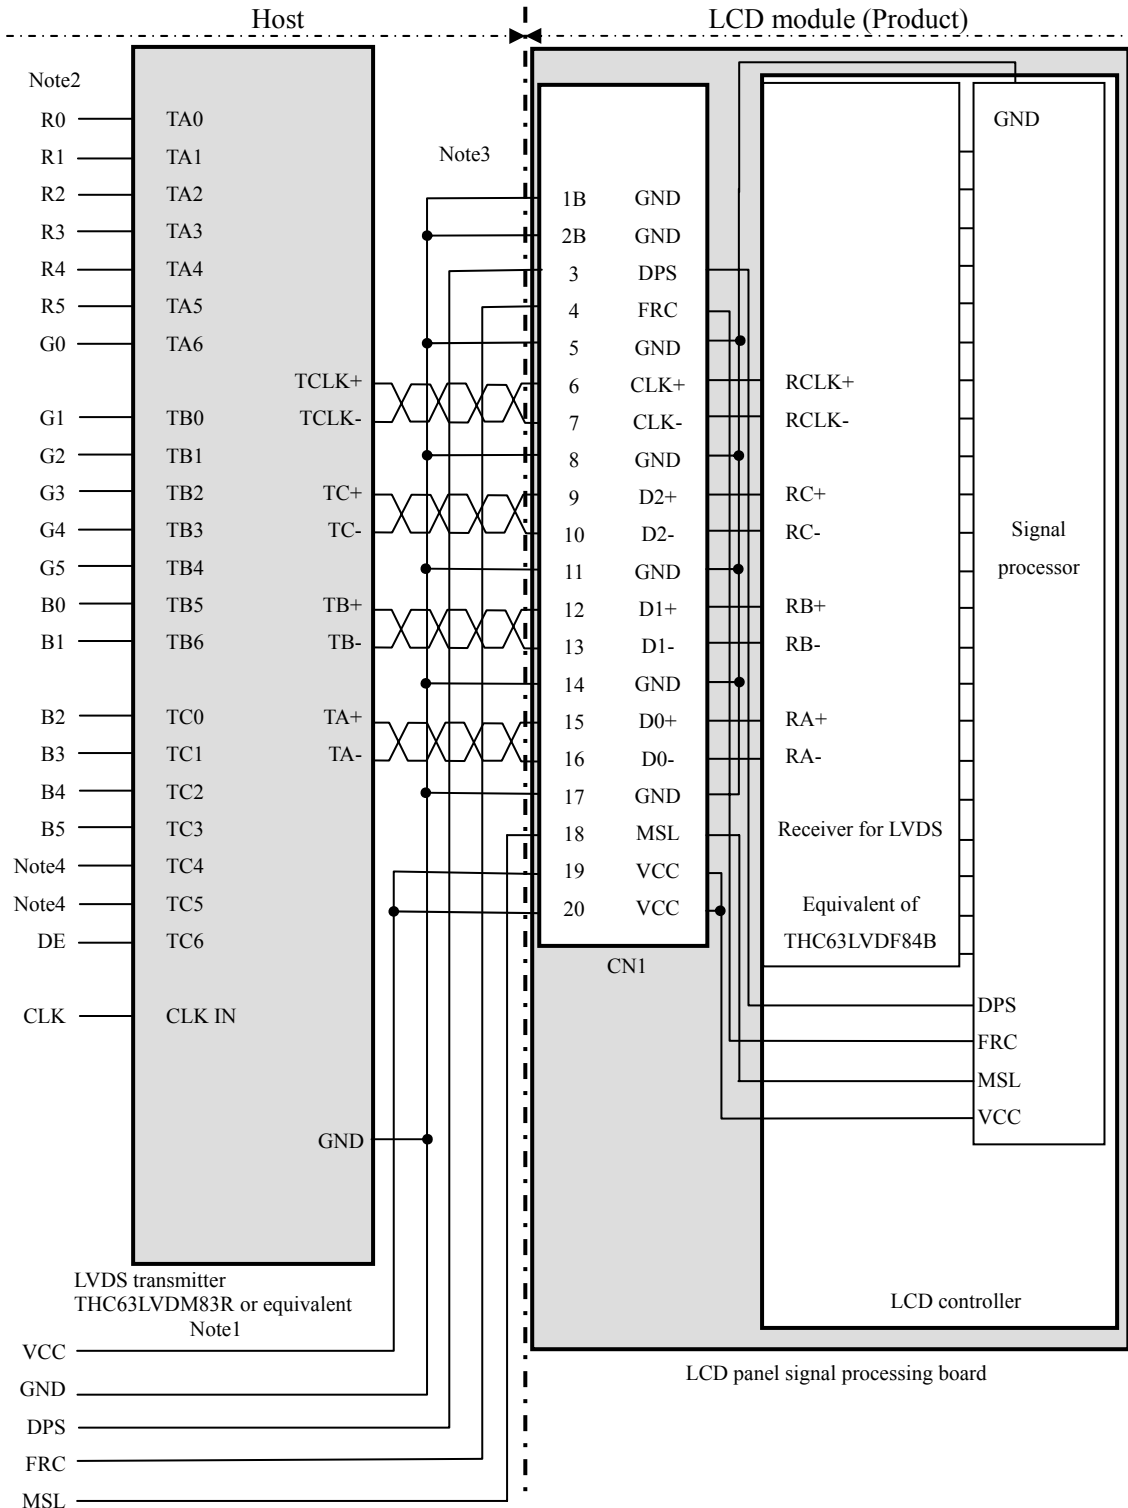 Host
LCD module (Product)
Note2
R0 TA0
R1 TA1
R2 TA2
R3 TA3
R4 TA4
R5 TA5
G0 TA6
TCLK+
G1 TB0 TCLK-
G2 TB1
G3 TB2 TC+
G4 TB3 TC-
G5 TB4
B0 TB5 TB+
B1 TB6 TB-
B2 TC0 TA+
B3 TC1 TA-
B4 TC2
B5 TC3
Note4 TC4
Note4 TC5
DE TC6
CLK CLK IN
GND
LVDS transmitter
THC63LVDM83R or equivalent
Note1
VCC
GND
DPS
FRC
MSL
Note3
1B GND
2B GND
3 DPS
4 FRC
5 GND
6 CLK+
7 CLK-
8 GND
9 D2+
10 D2-
11 GND
12 D1+
13 D1-
14 GND
15 D0+
16 D0-
17 GND
18 MSL
19 VCC
20 VCC
CN1
RCLK+
RCLK-
RC+
RC-
RB+
RB-
RA+
RA-
Receiver for LVDS
Equivalent of
THC63LVDF84B
GND
Signal
processor
DPS
FRC
MSL
VCC
LCD controller
LCD panel signal processing board